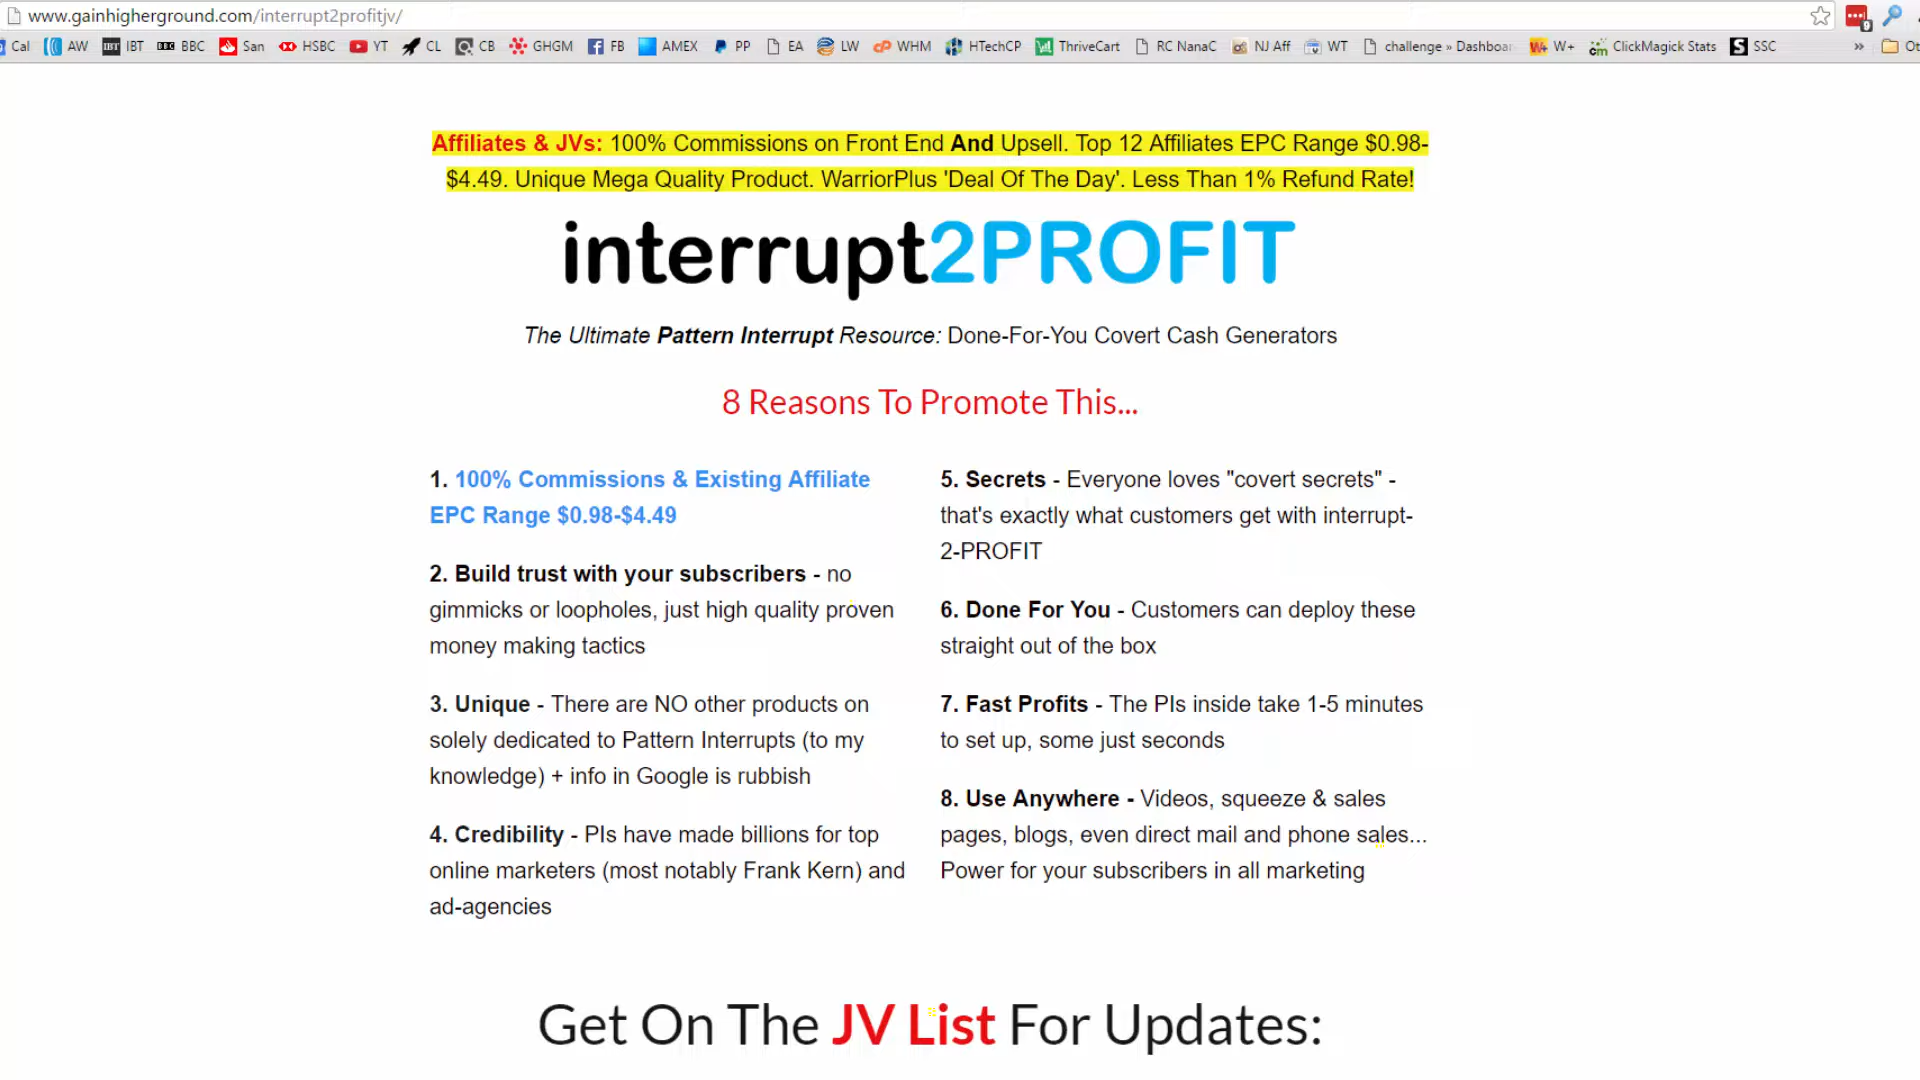 www.gainhigherground.com/interrupt2profitjv/
9
Cal AW IBT IBT BBC BBC San HSBC YT CL CB GHGM FB AMEX PP EA LW WHM HTechCP ThriveCart RC NanaC NJ Aff WT challenge » Dashboar W+ W+ cm ClickMagick Stats S SSC » Ot
Affiliates & JVs: 100% Commissions on Front End And Upsell. Top 12 Affiliates EPC Range $0.98-
$4.49. Unique Mega Quality Product. WarriorPlus 'Deal Of The Day'. Less Than 1% Refund Rate!
interrupt2PROFIT
The Ultimate Pattern Interrupt Resource: Done-For-You Covert Cash Generators
8 Reasons To Promote This...
1. 100% Commissions & Existing Affiliate
EPC Range $0.98-$4.49
2. Build trust with your subscribers - no
gimmicks or loopholes, just high quality proven
money making tactics
3. Unique - There are NO other products on
solely dedicated to Pattern Interrupts (to my
knowledge) + info in Google is rubbish
4. Credibility - PIs have made billions for top
online marketers (most notably Frank Kern) and
ad-agencies
5. Secrets - Everyone loves "covert secrets" -
that's exactly what customers get with interrupt-
2-PROFIT
6. Done For You - Customers can deploy these
straight out of the box
7. Fast Profits - The PIs inside take 1-5 minutes
to set up, some just seconds
8. Use Anywhere - Videos, squeeze & sales
pages, blogs, even direct mail and phone sales...
Power for your subscribers in all marketing
Get On The JV List For Updates: